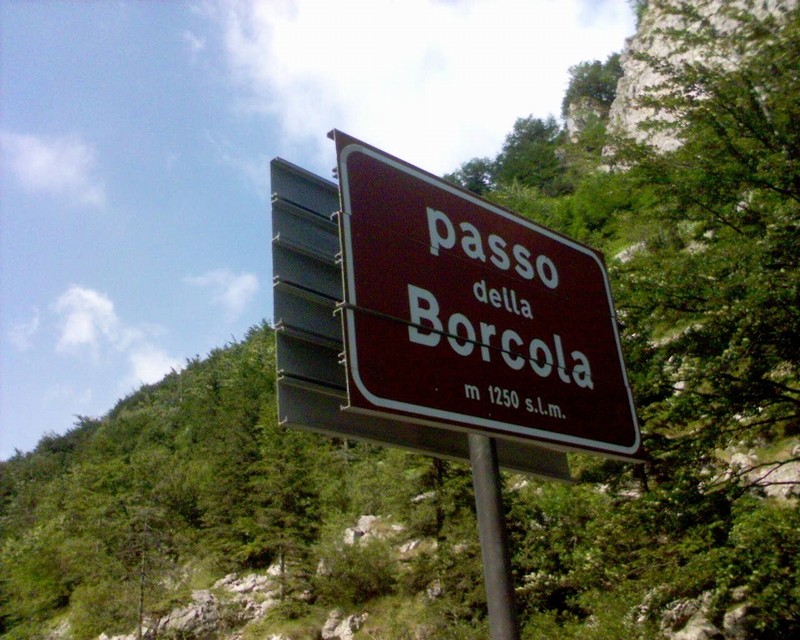 passo
della
Borcola
m 1250 s.l.m.